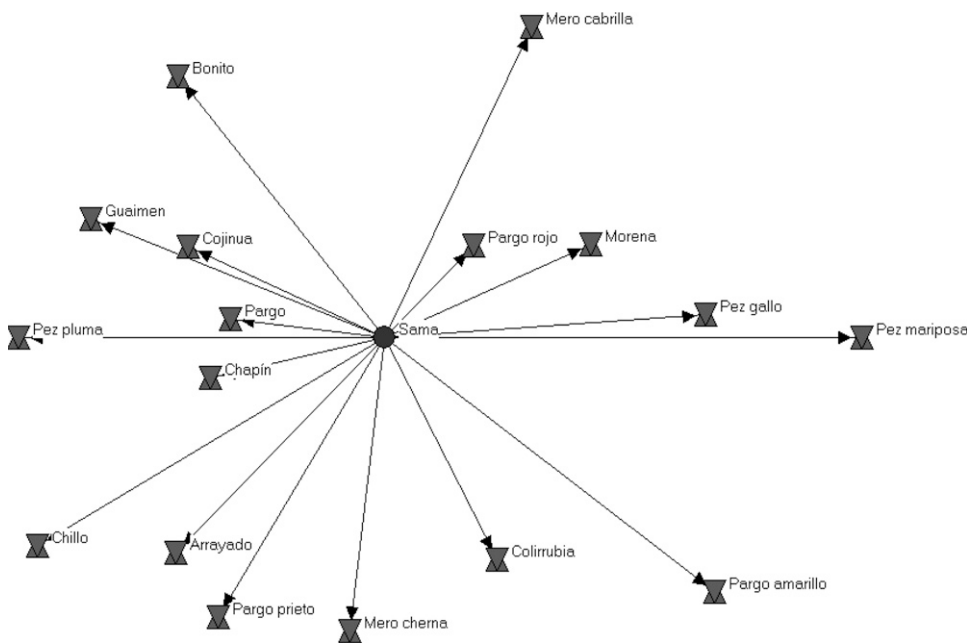 Mero cabrilla
Bonito
Guaimen
Cojinua
Pargo rojo
Morena
Pez gallo
Pargo
Sama
Pez pluma
Pez mariposa
Chapín
Chillo
Arrayado
Colirrubia
Pargo amarillo
Pargo prieto
Mero cherna